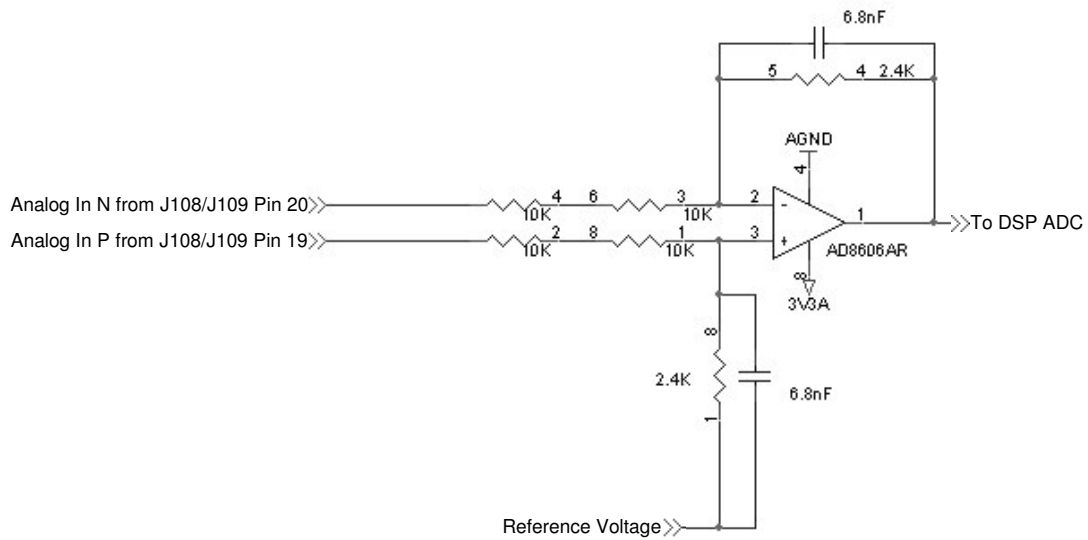 6.8nF
5 4 2.4K
AGND
4
Analog In N from J108/J109 Pin 20 4 6 3 2 -
10K 10K
Analog In P from J108/J109 Pin 19 2 8 1 3 +
10K 10K
1 To DSP ADC
AD8606AR
8
3V3A
8
2.4K
6.8nF
1
Reference Voltage